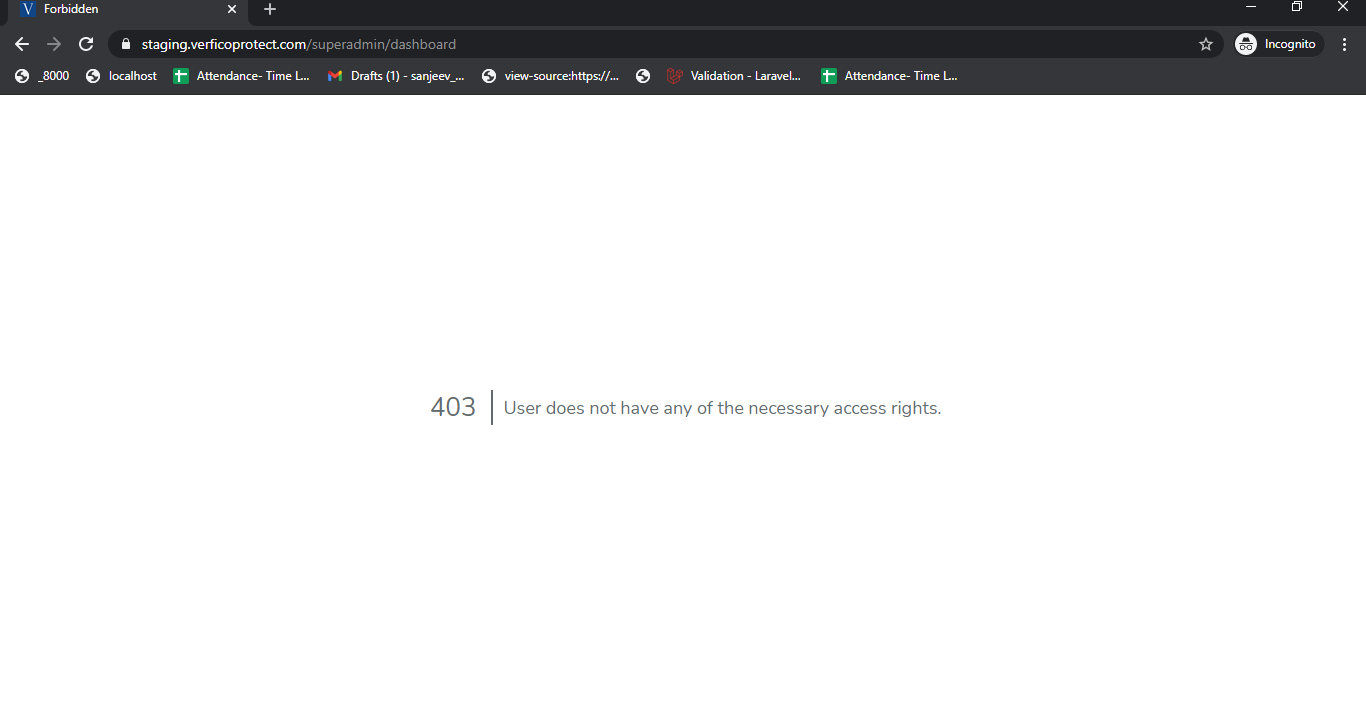 V Forbidden
staging.verficoprotect.com/superadmin/dashboard Incognito
_8000 localhost Attendance- Time L... Drafts (1) - sanjeev_... view-source:https://... Validation - Laravel... Attendance- Time L...
403 User does not have any of the necessary access rights.